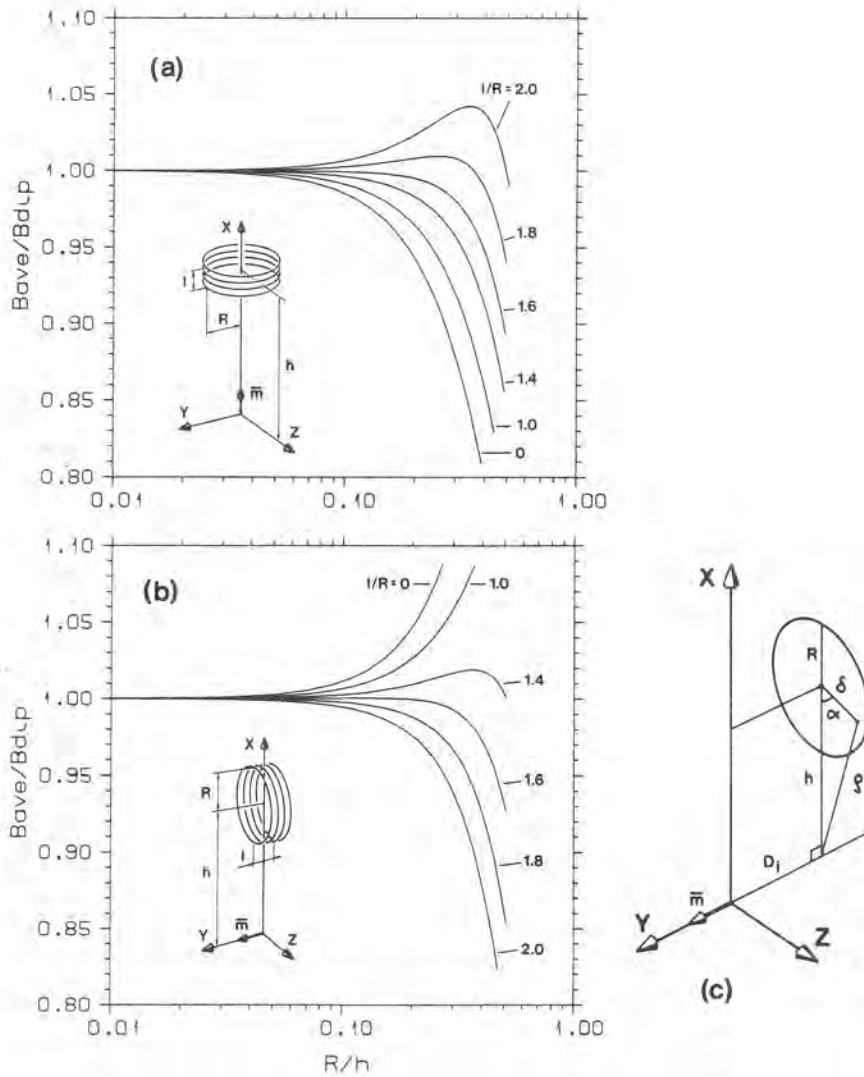 1.10
(a)
1.05
l/R = 2.0
1.00
Bave/Bdip
1.8
X
0.95
l
1.6
R
0.90
h
1.4
m
0.85
Y
1.0
Z
0
0.80
0.01
0.10
1.00
1.10
(b)
l/R = 0
1.0
1.05
X
R
1.4
δ
1.00
α
Bave/Bdip
X
h
ρ
0.95
R
1.6
l
Di
0.90
h
1.8
m
Y
m
Y
Z
0.85
Z
2.0
(c)
0.80
0.01
0.10
1.00
R/h